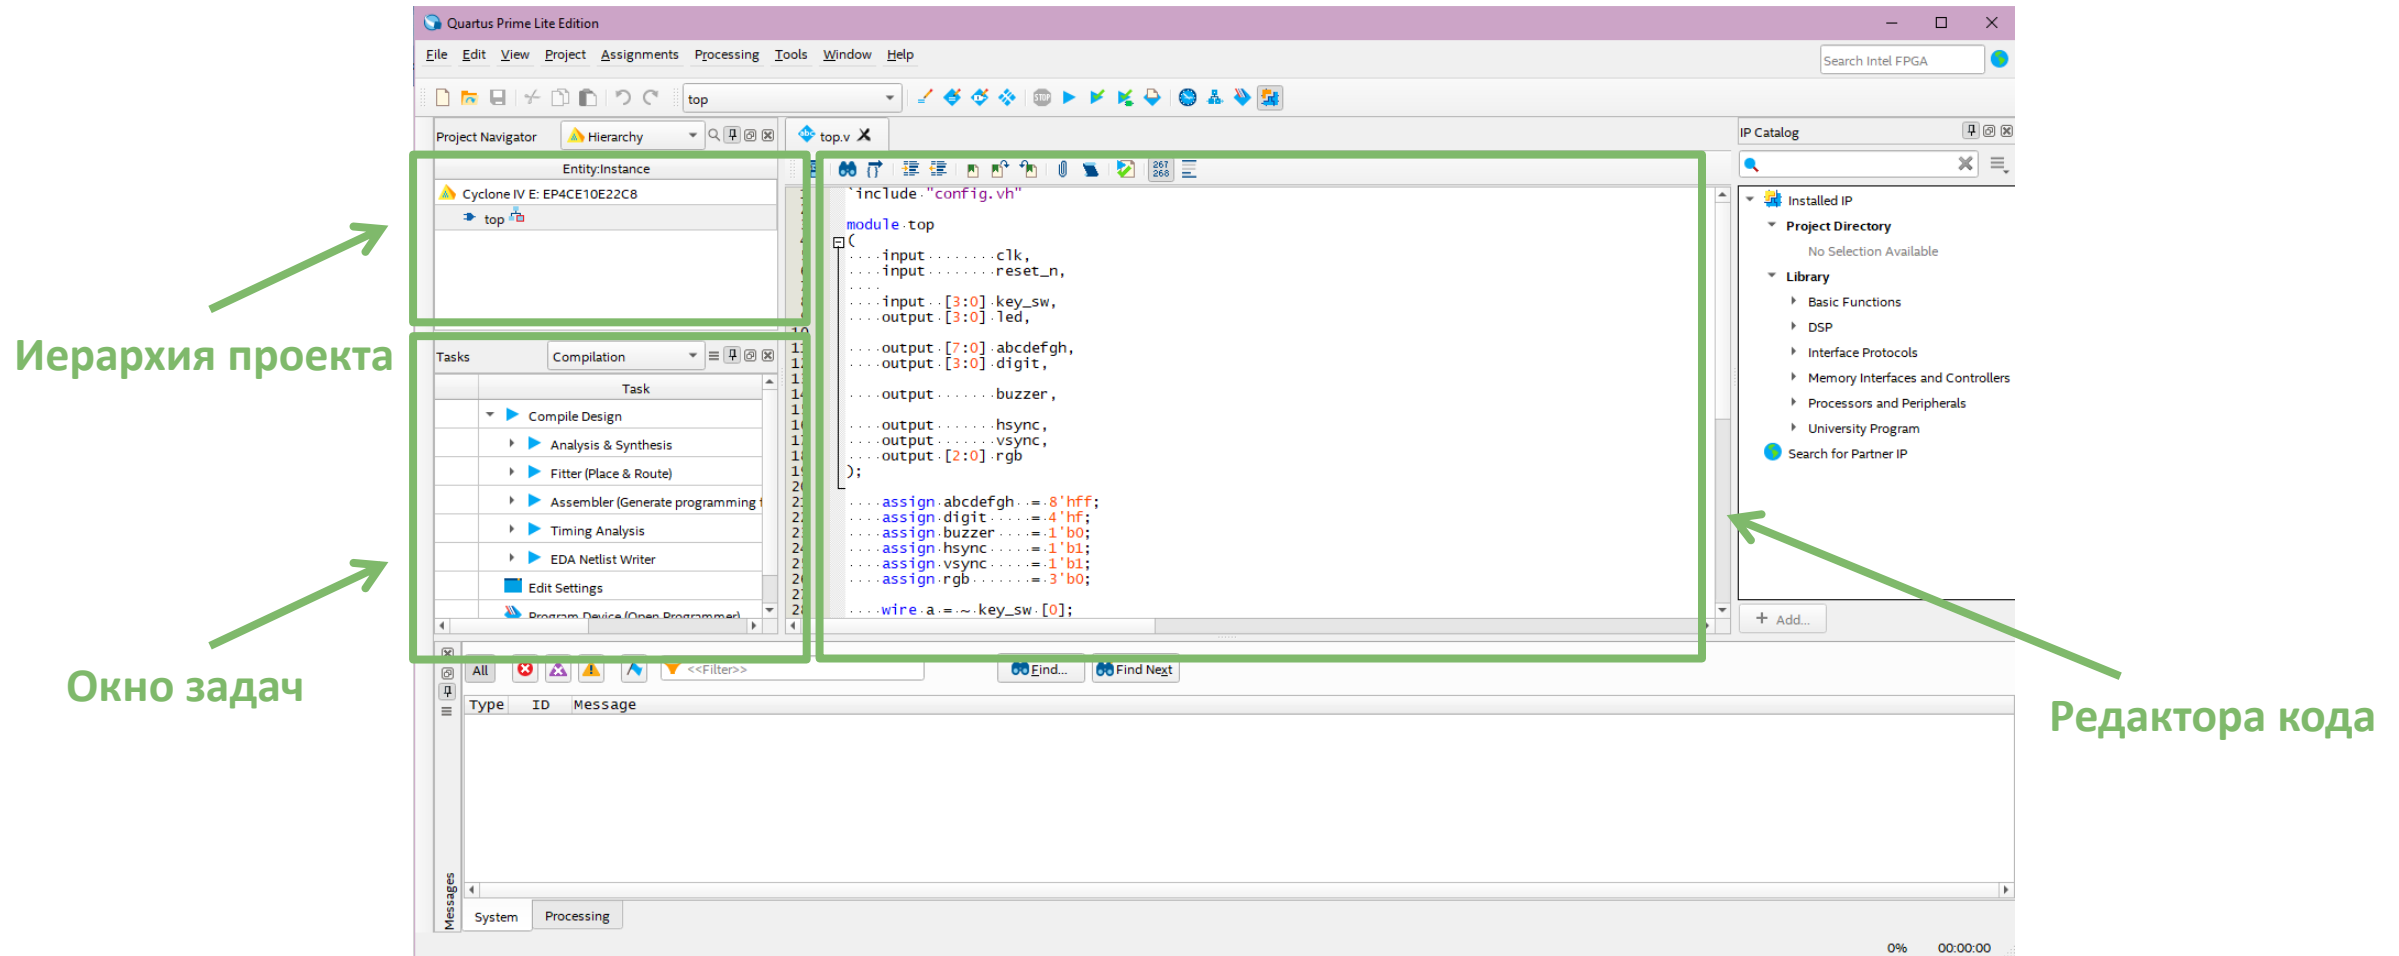 Quartus Prime Lite Edition
File Edit View Project Assignments Processing Tools Window Help
Search Intel FPGA
top
Project Navigator Hierarchy
top.v
IP Catalog
Entity:Instance
267
268
Cyclone IV E: EP4CE10E22C8
top
`include "config.vh"
module top
(
input clk,
input reset_n,
input [3:0] key_sw,
output [3:0] led,
output [7:0] abcdefgh,
output [3:0] digit,
output buzzer,
output hsync,
output vsync,
output [2:0] rgb
);
assign abcdefgh = 8'hff;
assign digit = 4'hf;
assign buzzer = 1'b0;
assign hsync = 1'b1;
assign vsync = 1'b1;
assign rgb = 3'b0;
28 wire a = ~ key_sw [0];
Installed IP
Project Directory
No Selection Available
Library
Basic Functions
DSP
Interface Protocols
Memory Interfaces and Controllers
Processors and Peripherals
University Program
Search for Partner IP
+ Add...
Иерархия проекта
Tasks Compilation
Task
Compile Design
Analysis & Synthesis
Fitter (Place & Route)
Assembler (Generate programming f
Timing Analysis
EDA Netlist Writer
Edit Settings
Program Device (Open Programmer)
Окно задач
Редактора кода
All <<Filter>> Find... Find Next
Type ID Message
Messages
System Processing
0% 00:00:00